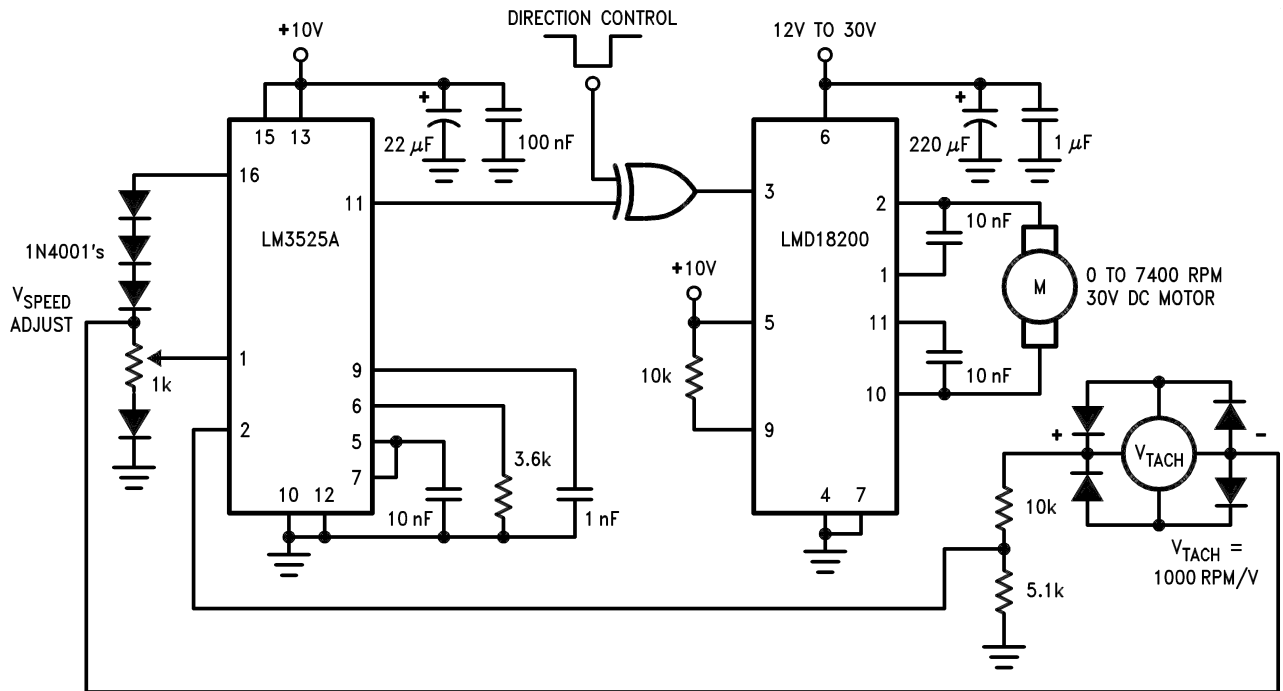 DIRECTION CONTROL
+10V
12V TO 30V
+
22 µF
100 nF
+
220 µF
1 µF
15 13
16
11
LM3525A
1
2
9
6
5
7
10 12
1N4001's
VSPEED
ADJUST
1k
3.6k
10 nF
1 nF
6
3
2
LMD18200
1
5
11
10
9
4 7
+10V
10k
10 nF
10 nF
M
0 TO 7400 RPM
30V DC MOTOR
+
-
VTACH
10k
5.1k
VTACH =
1000 RPM/V